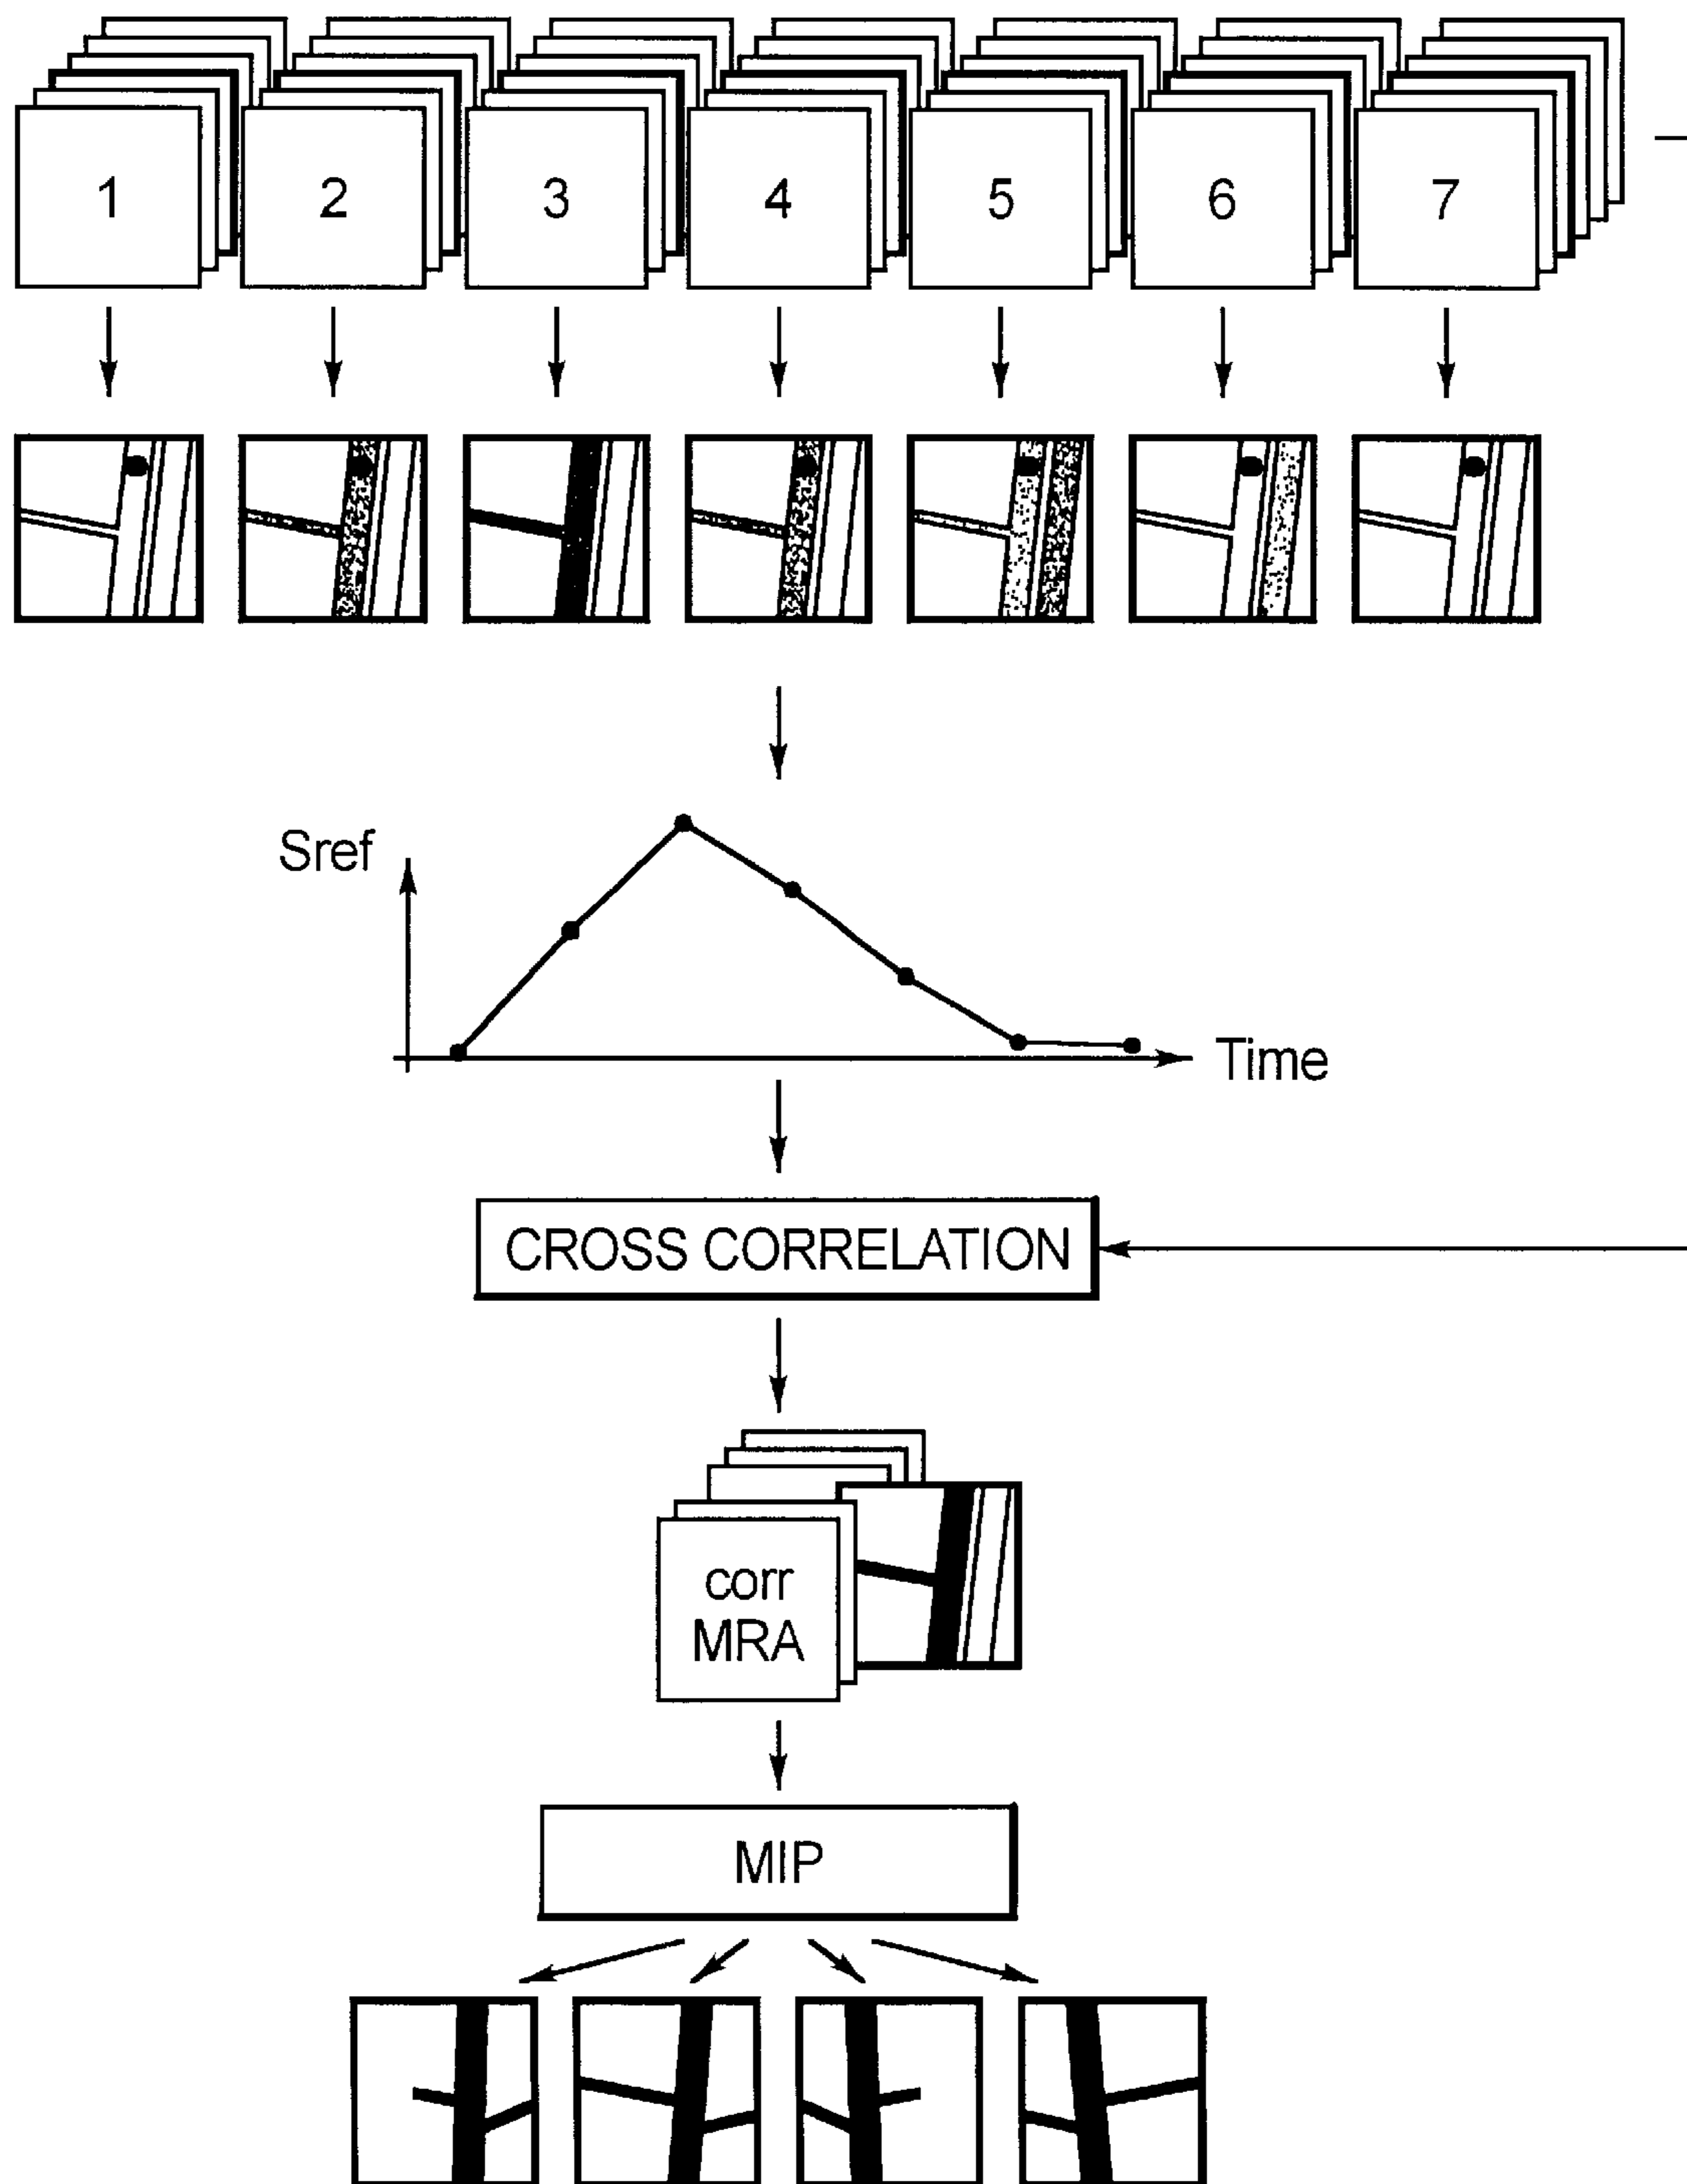 1 2 3 4 5 6 7
Sref
Time
CROSS CORRELATION
corr
MRA
MIP